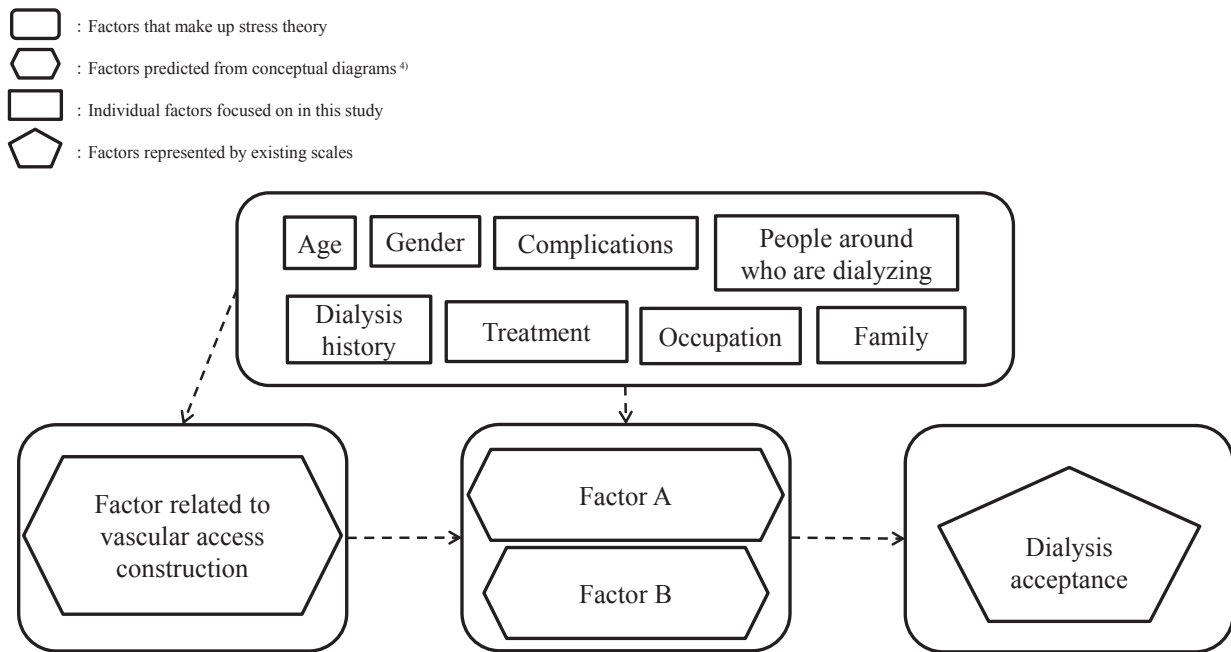 : Factors that make up stress theory
: Factors predicted from conceptual diagrams 4)
: Individual factors focused on in this study
: Factors represented by existing scales
Age
Gender
Complications
People around
who are dialyzing
Dialysis
history
Treatment
Occupation
Family
Factor related to
vascular access
construction
Factor A
Factor B
Dialysis
acceptance